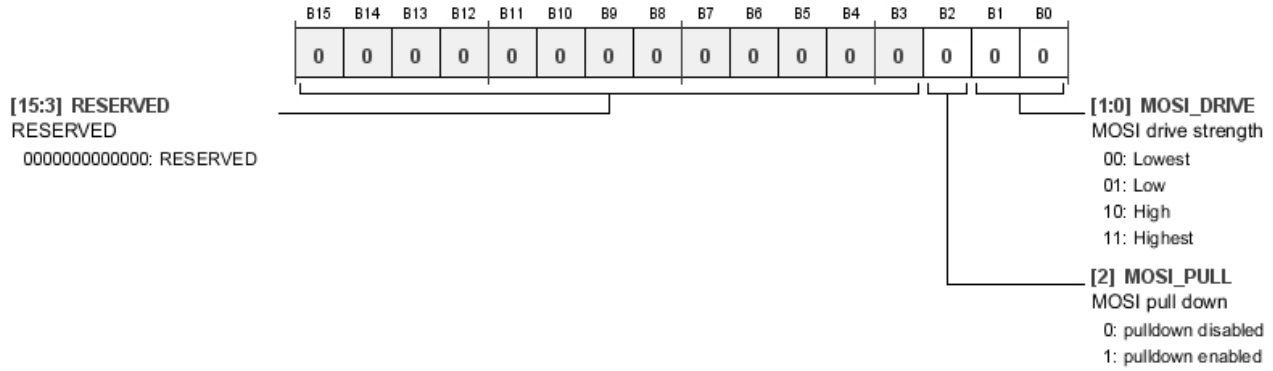 B15 B14 B13 B12 B11 B10 B9 B8 B7 B6 B5 B4 B3 B2 B1 B0
0 0 0 0 0 0 0 0 0 0 0 0 0 0 0 0
[15:3] RESERVED
RESERVED
0000000000000: RESERVED
[1:0] MOSI_DRIVE
MOSI drive strength
00: Lowest
01: Low
10: High
11: Highest
[2] MOSI_PULL
MOSI pull down
0: pulldown disabled
1: pulldown enabled